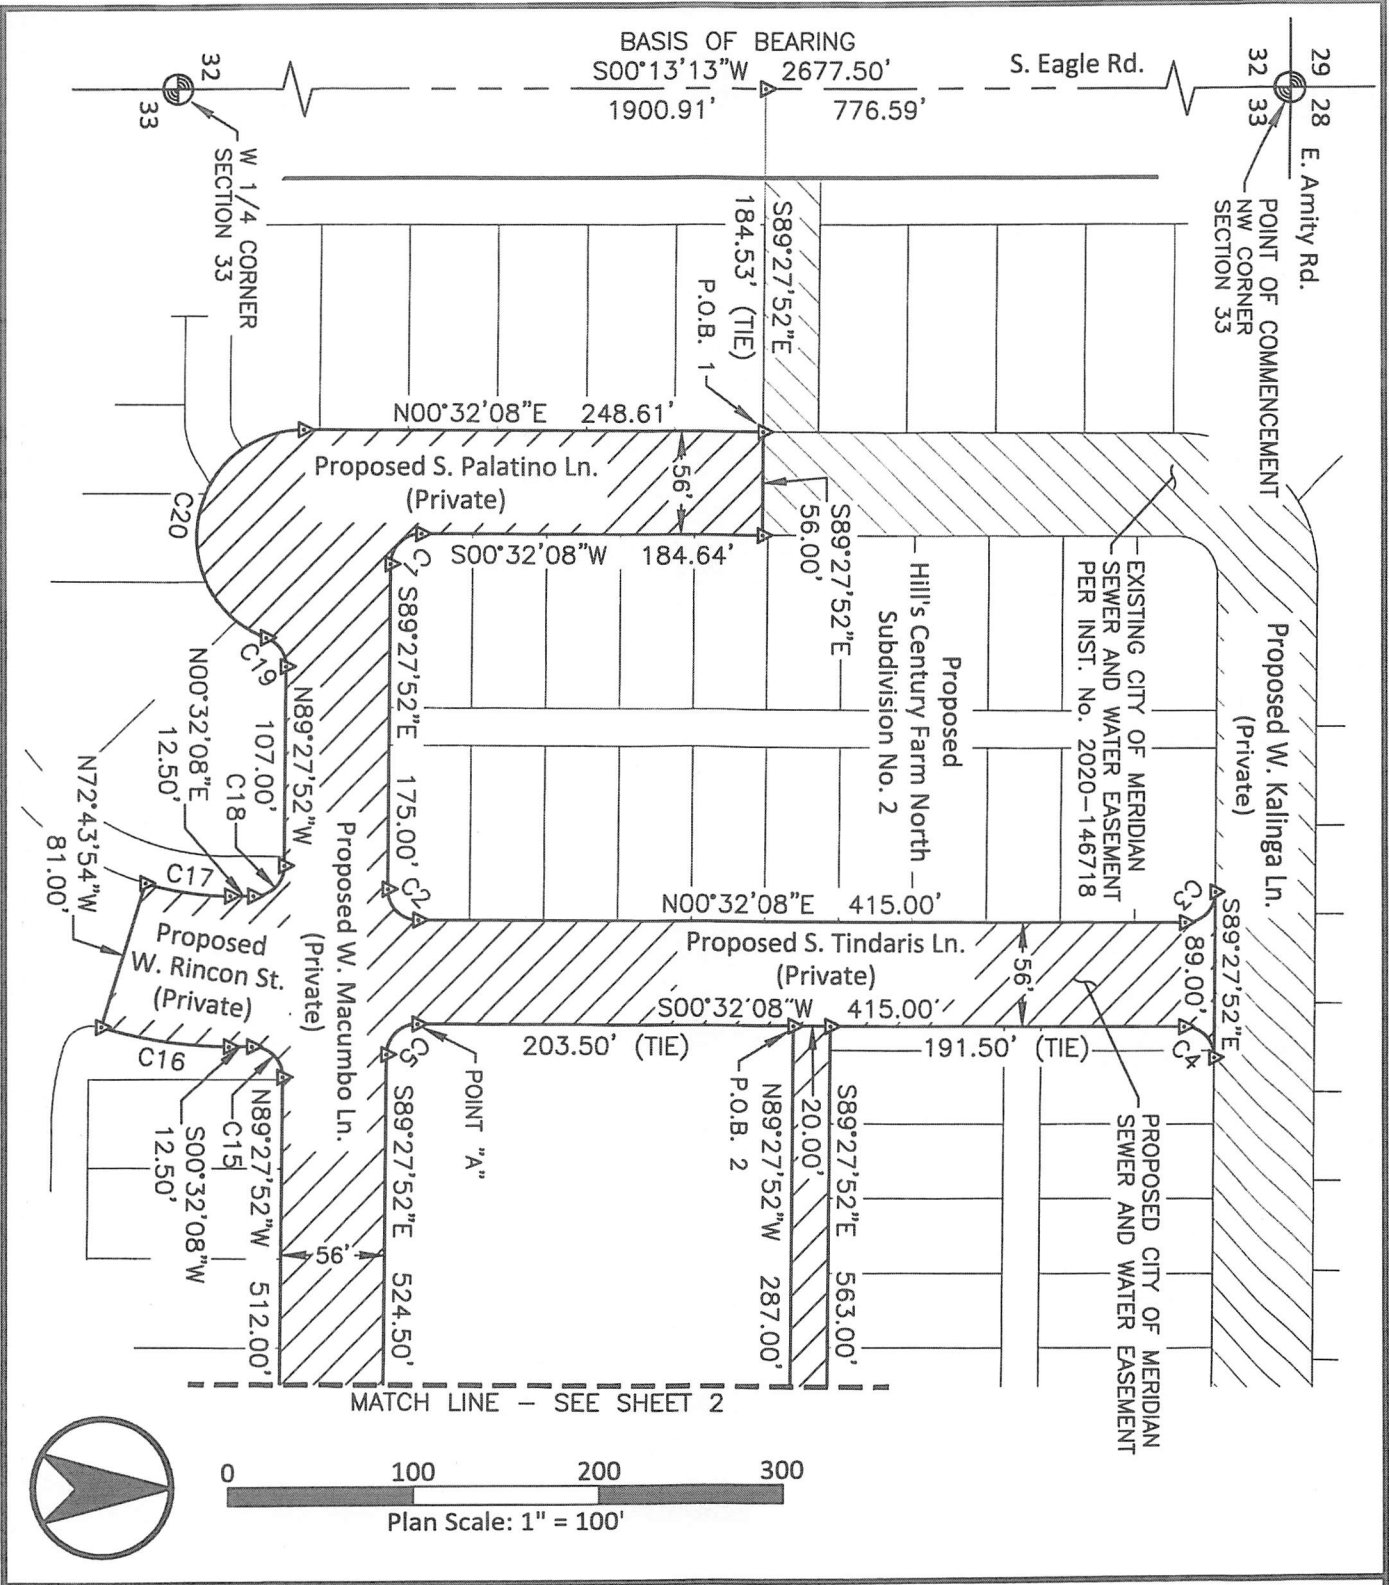 BASIS OF BEARING
S00°13'13"W 2677.50'
1900.91' 776.59'
S. Eagle Rd.
32
33
29
28
32
33
E. Amity Rd.
POINT OF COMMENCEMENT
NW CORNER
SECTION 33
W 1/4 CORNER
SECTION 33
S89°27'52"E
184.53' (TIE)
P.O.B. 1
N00°32'08"E 248.61'
Proposed S. Palatino Ln.
(Private)
56'
S89°27'52"E
56.00'
S00°32'08"W 184.64'
C20
C1
C19
S89°27'52"E 175.00'
N89°27'52"W
107.00'
C18
N00°32'08"E
12.50'
N72°43'54"W
81.00'
C17
C2
Proposed
Hill's Century Farm North
Subdivision No. 2
EXISTING CITY OF MERIDIAN
SEWER AND WATER EASEMENT
PER INST. No. 2020-146718
Proposed W. Kalinga Ln.
(Private)
N00°32'08"E 415.00'
C3
S89°27'52"E
89.00'
Proposed S. Tindaris Ln.
(Private)
56'
S00°32'08"W 415.00'
203.50' (TIE)
191.50' (TIE)
C4
C5
Proposed
W. Rincon St.
(Private)
Proposed W. Macumbo Ln.
(Private)
C16
C15
S00°32'08"W
12.50'
N89°27'52"W 512.00'
56'
S89°27'52"E 524.50'
POINT "A"
P.O.B. 2
N89°27'52"W 287.00'
20.00'
S89°27'52"E 563.00'
PROPOSED CITY OF MERIDIAN
SEWER AND WATER EASEMENT
MATCH LINE – SEE SHEET 2
0 100 200 300
Plan Scale: 1" = 100'